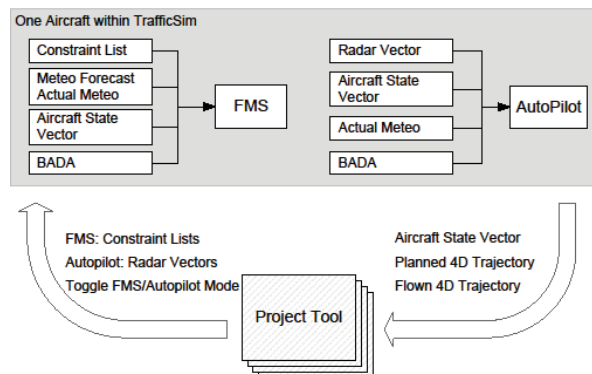 One Aircraft within TrafficSim
Constraint List
Meteo Forecast
Actual Meteo
Aircraft State
Vector
BADA
FMS
Radar Vector
Aircraft State
Vector
Actual Meteo
BADA
AutoPilot
FMS: Constraint Lists
Autopilot: Radar Vectors
Toggle FMS/Autopilot Mode
Project Tool
Aircraft State Vector
Planned 4D Trajectory
Flown 4D Trajectory